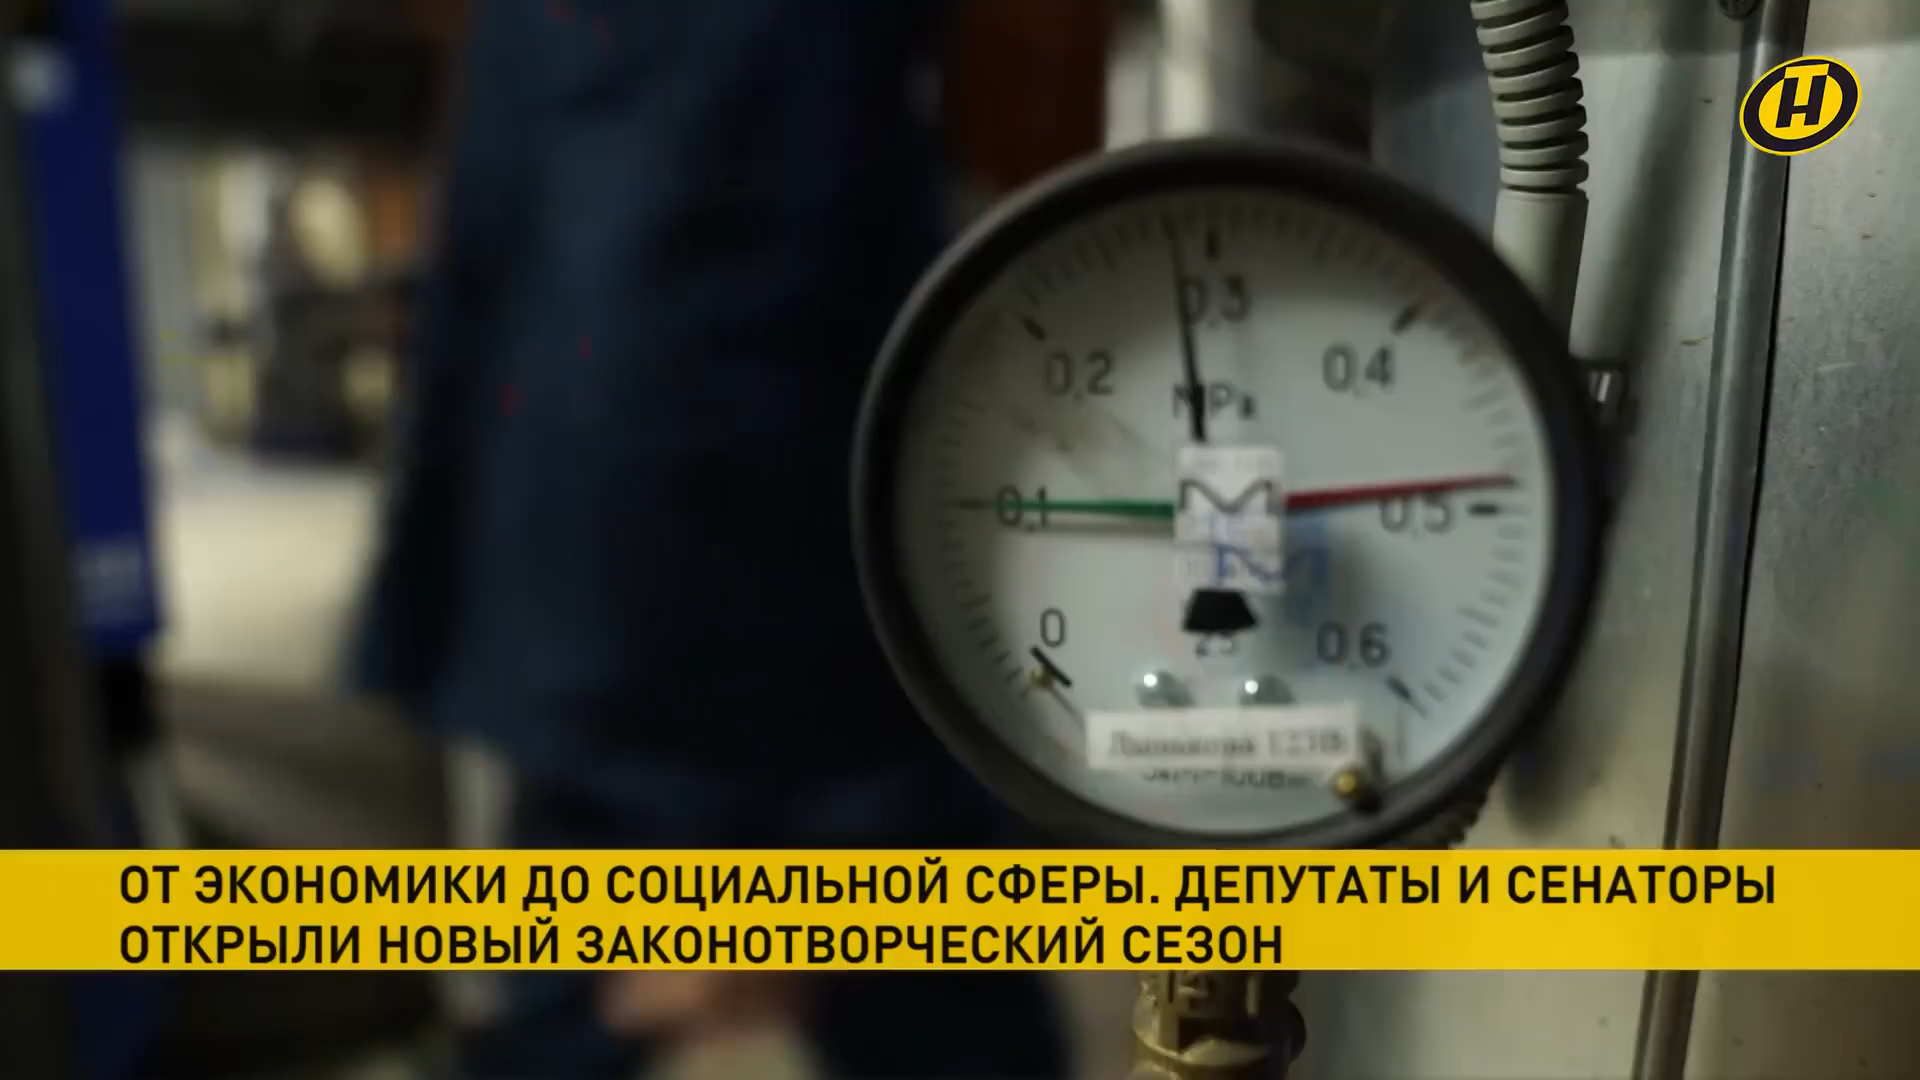 ОНТ
0,3
0,2
0,4
MPa
0,1
0,5
0
0,6
ОТ ЭКОНОМИКИ ДО СОЦИАЛЬНОЙ СФЕРЫ. ДЕПУТАТЫ И СЕНАТОРЫ
ОТКРЫЛИ НОВЫЙ ЗАКОНОТВОРЧЕСКИЙ СЕЗОН